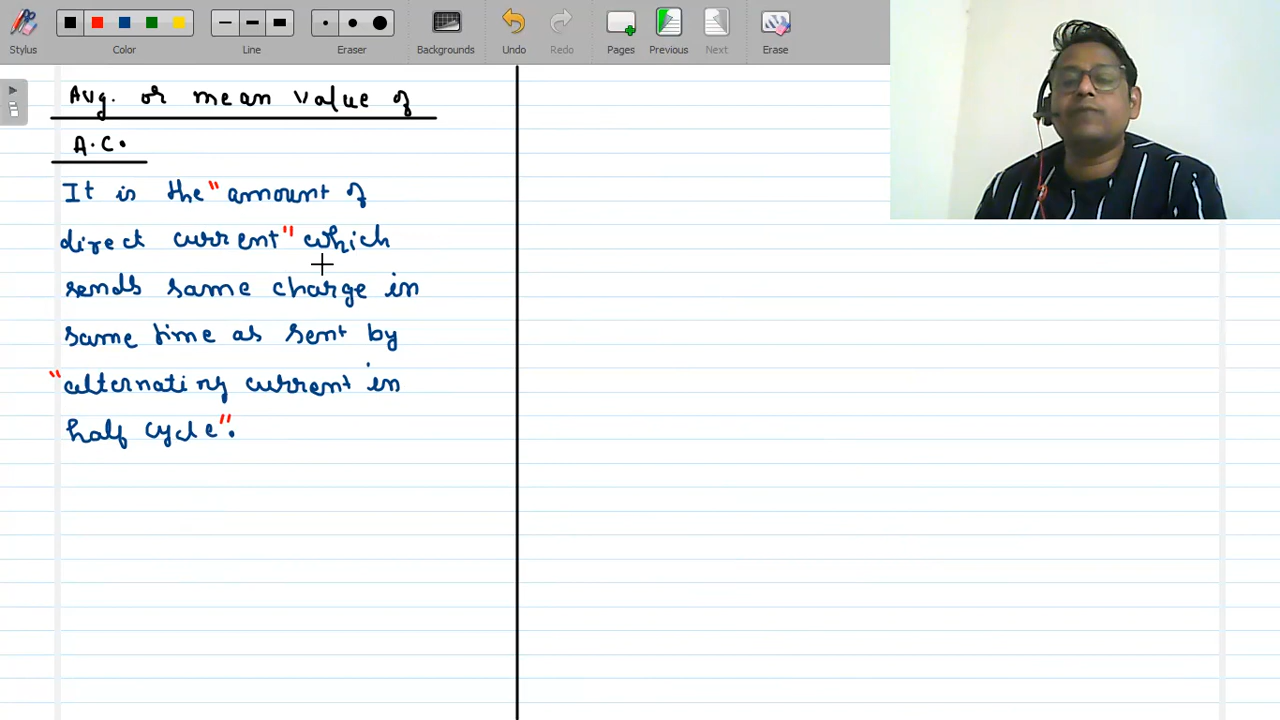 Stylus
Color
Line
Eraser
Backgrounds
Undo
Redo
Pages
Previous
Next
Erase
Avg. or mean value of
A.C.
It is the "amount of
direct current" which
sends same charge in
same time as sent by
"alternating current in
half cycle".